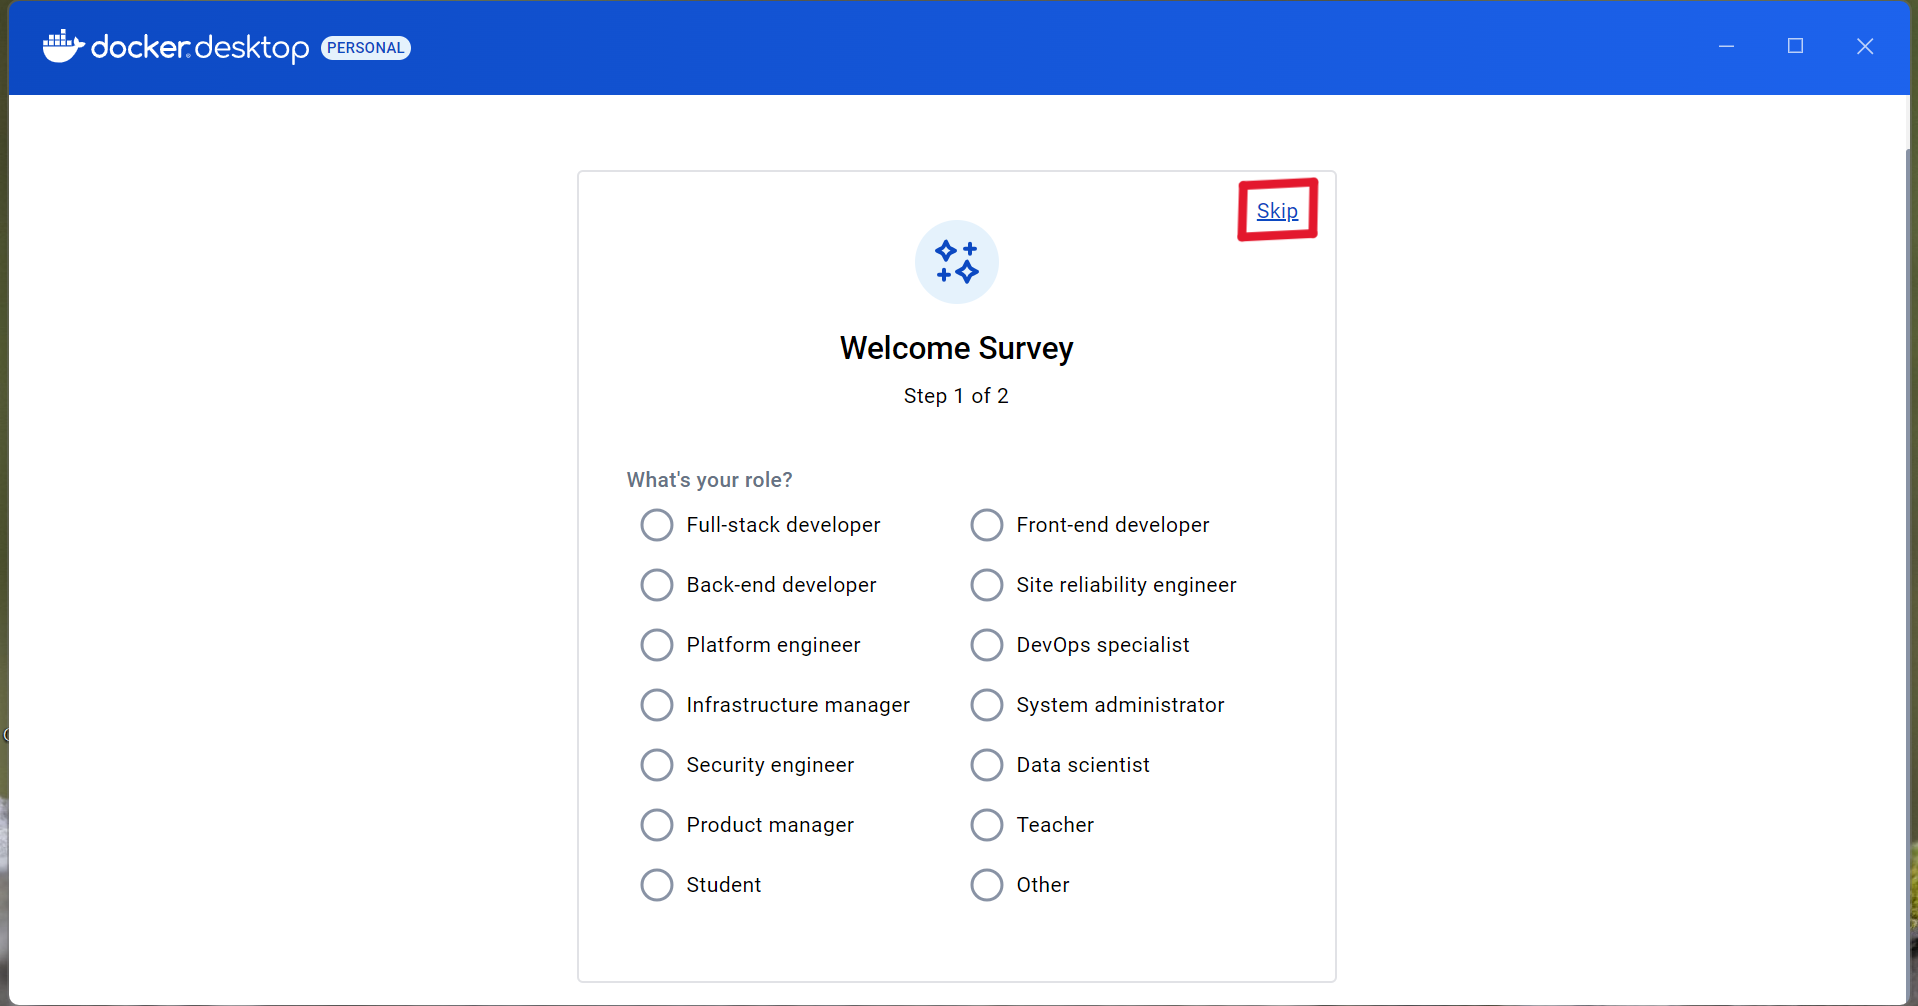 docker desktop PERSONAL
Skip
Welcome Survey
Step 1 of 2
What's your role?
Full-stack developer
Front-end developer
Back-end developer
Site reliability engineer
Platform engineer
DevOps specialist
Infrastructure manager
System administrator
Security engineer
Data scientist
Product manager
Teacher
Student
Other